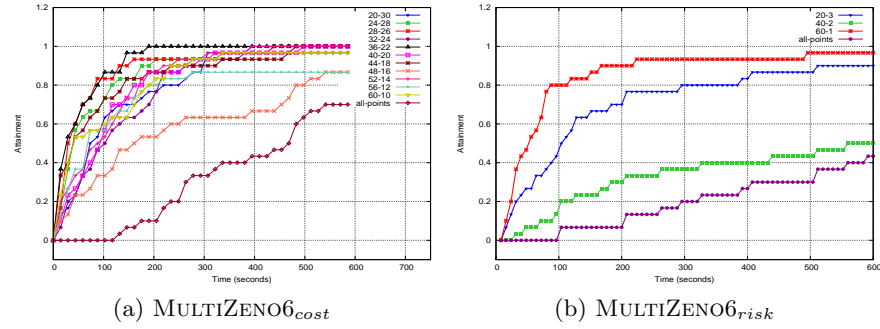 1.2
1
0.8
0.6
0.4
0.2
0
Attainment
0 100 200 300 400 500 600 700
Time (seconds)
20-30
24-28
28-26
36-22
32-24
40-20
44-18
48-16
52-14
56-12
60-10
all-points
(a) MULTIZENO6cost
1.2
1
0.8
0.6
0.4
0.2
0
Attainment
0 100 200 300 400 500 600
Time (seconds)
20-3
40-2
60-1
all-points
(b) MULTIZENO6risk